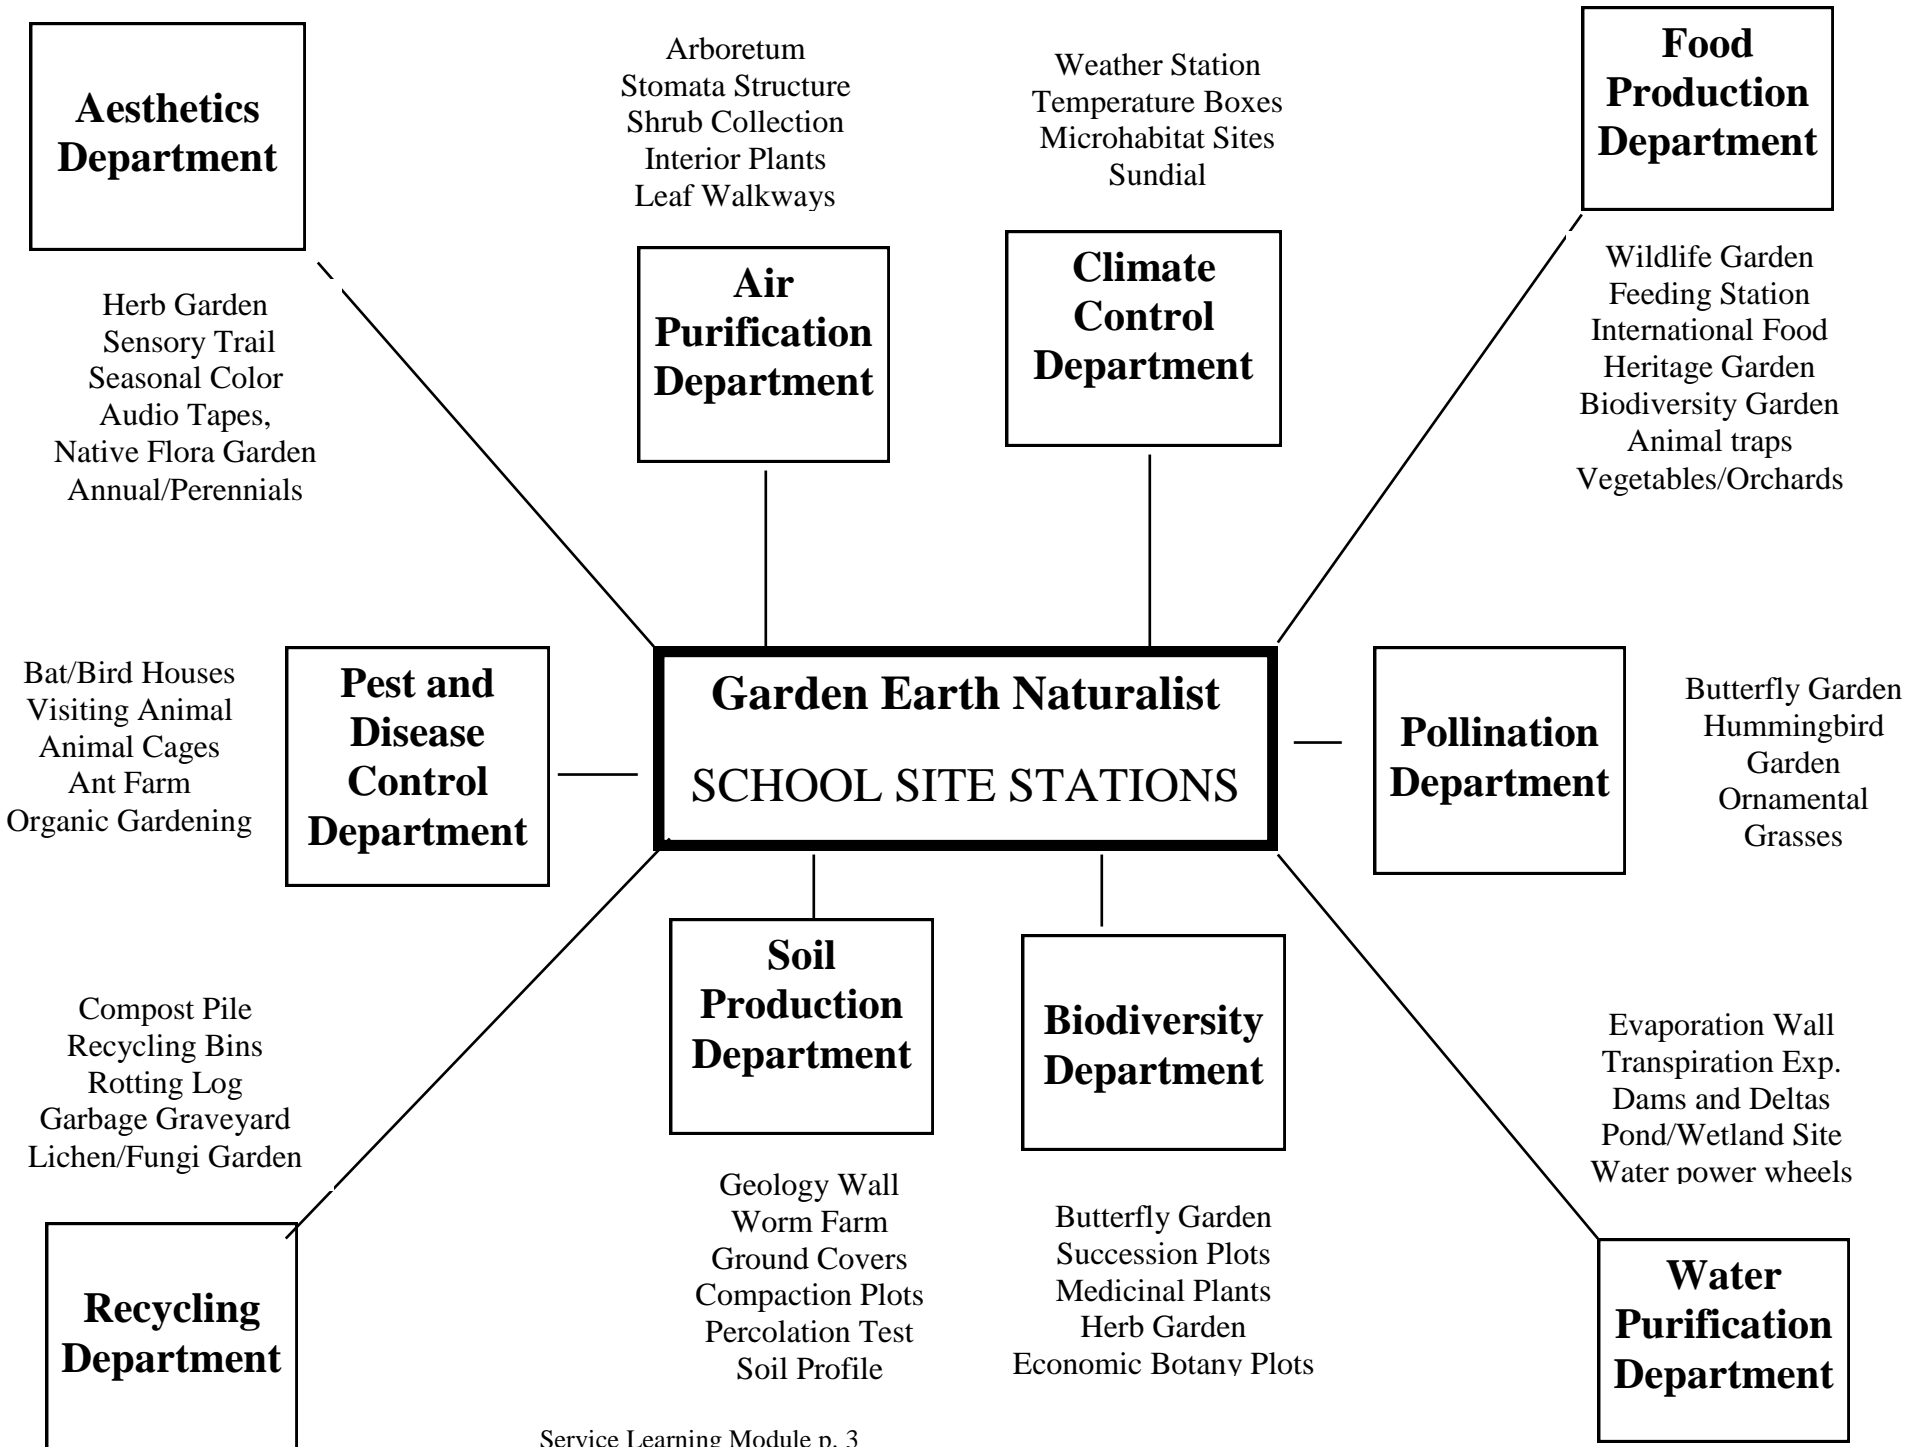 Aesthetics
Department
Herb Garden
Sensory Trail
Seasonal Color
Audio Tapes,
Native Flora Garden
Annual/Perennials
Arboretum
Stomata Structure
Shrub Collection
Interior Plants
Leaf Walkways
Air
Purification
Department
Weather Station
Temperature Boxes
Microhabitat Sites
Sundial
Climate
Control
Department
Food
Production
Department
Wildlife Garden
Feeding Station
International Food
Heritage Garden
Biodiversity Garden
Animal traps
Vegetables/Orchards
Bat/Bird Houses
Visiting Animal
Animal Cages
Ant Farm
Organic Gardening
Pest and
Disease
Control
Department
Garden Earth Naturalist
SCHOOL SITE STATIONS
Pollination
Department
Butterfly Garden
Hummingbird
Garden
Ornamental
Grasses
Compost Pile
Recycling Bins
Rotting Log
Garbage Graveyard
Lichen/Fungi Garden
Recycling
Department
Soil
Production
Department
Geology Wall
Worm Farm
Ground Covers
Compaction Plots
Percolation Test
Soil Profile
Biodiversity
Department
Butterfly Garden
Succession Plots
Medicinal Plants
Herb Garden
Economic Botany Plots
Evaporation Wall
Transpiration Exp.
Dams and Deltas
Pond/Wetland Site
Water power wheels
Water
Purification
Department
Service Learning Module p. 3